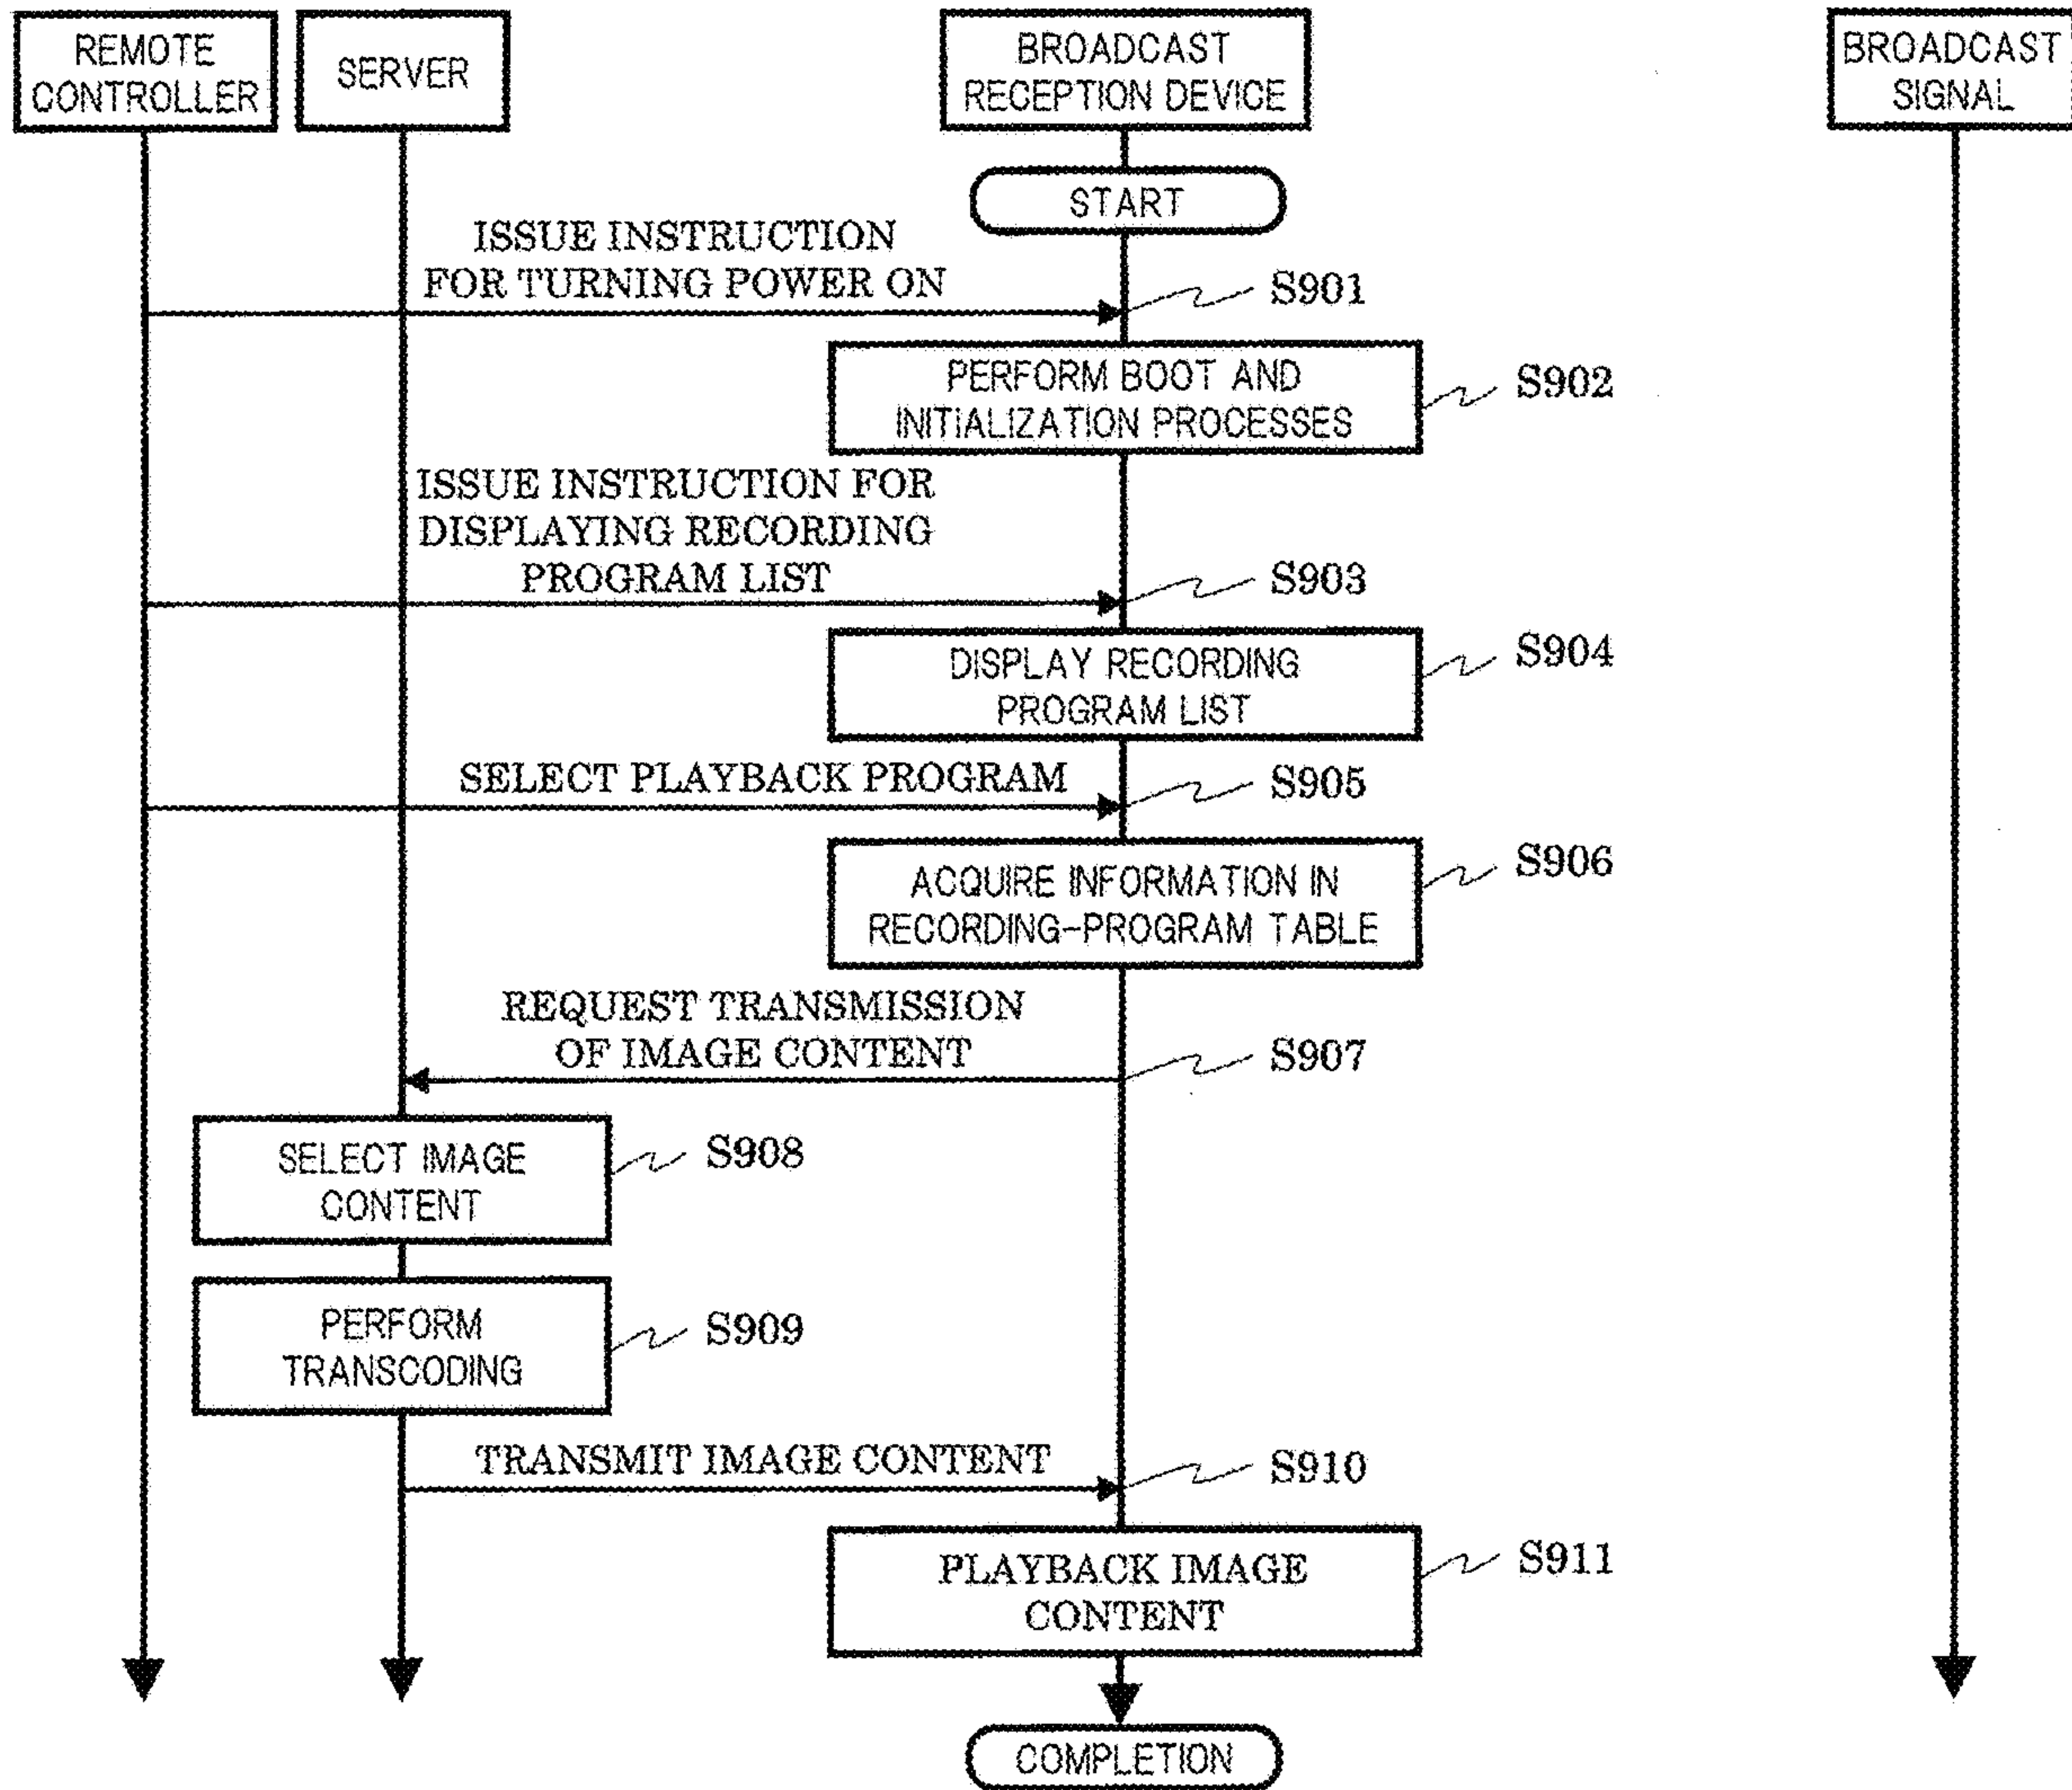 REMOTE
CONTROLLER
SERVER
BROADCAST
RECEPTION DEVICE
BROADCAST
SIGNAL
START
ISSUE INSTRUCTION
FOR TURNING POWER ON
S901
PERFORM BOOT AND
INITIALIZATION PROCESSES
S902
ISSUE INSTRUCTION FOR
DISPLAYING RECORDING
PROGRAM LIST
S903
DISPLAY RECORDING
PROGRAM LIST
S904
SELECT PLAYBACK PROGRAM
S905
ACQUIRE INFORMATION IN
RECORDING-PROGRAM TABLE
S906
REQUEST TRANSMISSION
OF IMAGE CONTENT
S907
SELECT IMAGE
CONTENT
S908
PERFORM
TRANSCODING
S909
TRANSMIT IMAGE CONTENT
S910
PLAYBACK IMAGE
CONTENT
S911
COMPLETION